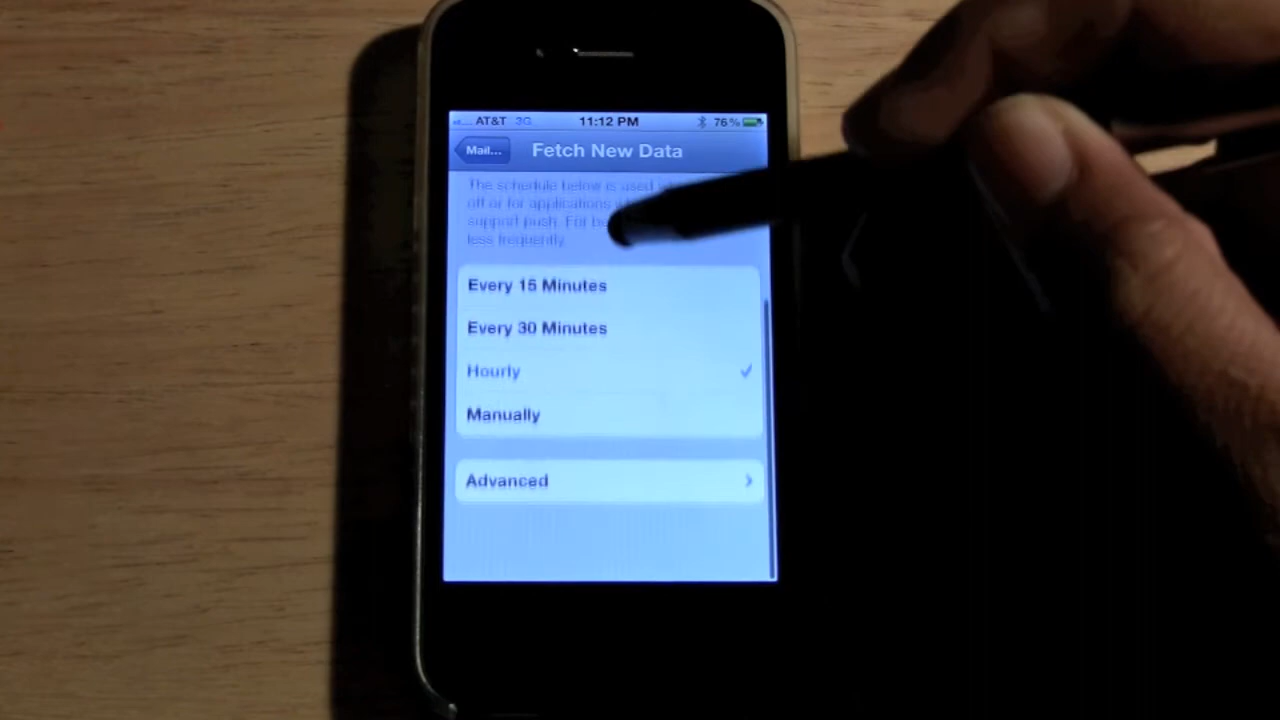 AT&T 3G 11:12 PM 76%
Mail... Fetch New Data
The schedule below is used
off or for applications
support push. For
less frequently.
Every 15 Minutes
Every 30 Minutes
Hourly
Manually
Advanced